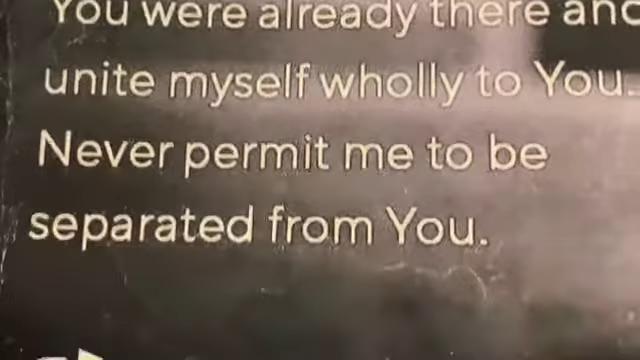 You were already there and
unite myself wholly to You.
Never permit me to be
separated from You.